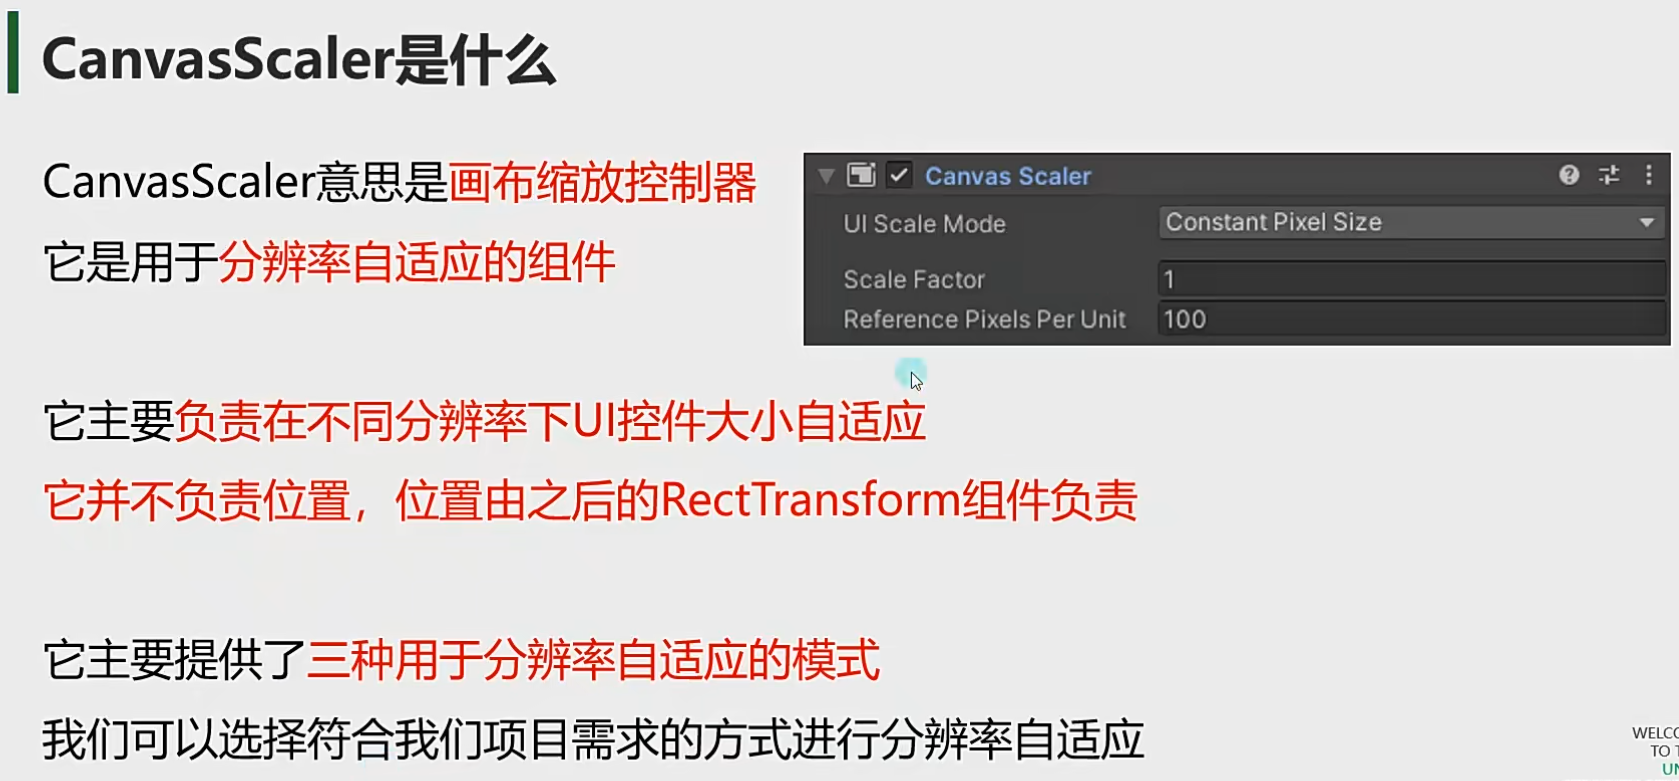 CanvasScaler是什么
CanvasScaler意思是画布缩放控制器
它是用于分辨率自适应的组件
Canvas Scaler
UI Scale Mode Constant Pixel Size
Scale Factor 1
Reference Pixels Per Unit 100
它主要负责在不同分辨率下UI控件大小自适应
它并不负责位置，位置由之后的RectTransform组件负责
它主要提供了三种用于分辨率自适应的模式
我们可以选择符合我们项目需求的方式进行分辨率自适应
TO